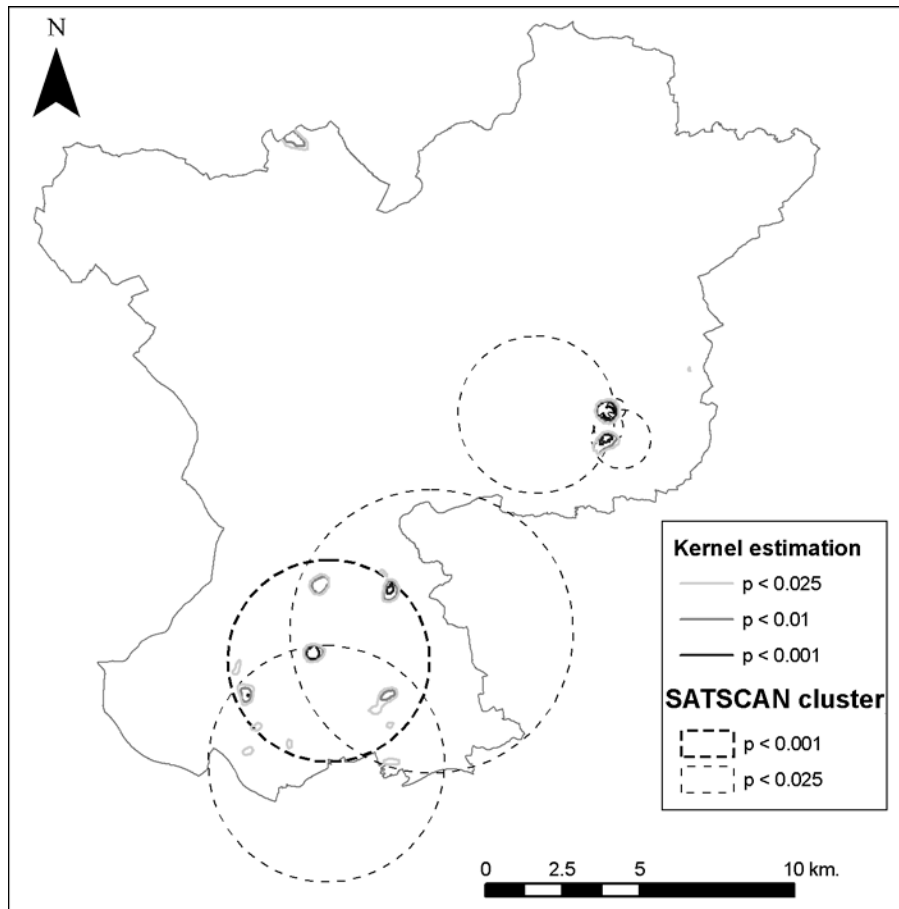 N
Kernel estimation
p < 0.025
p < 0.01
p < 0.001
SATSCAN cluster
p < 0.001
p < 0.025
0 2.5 5 10 km.